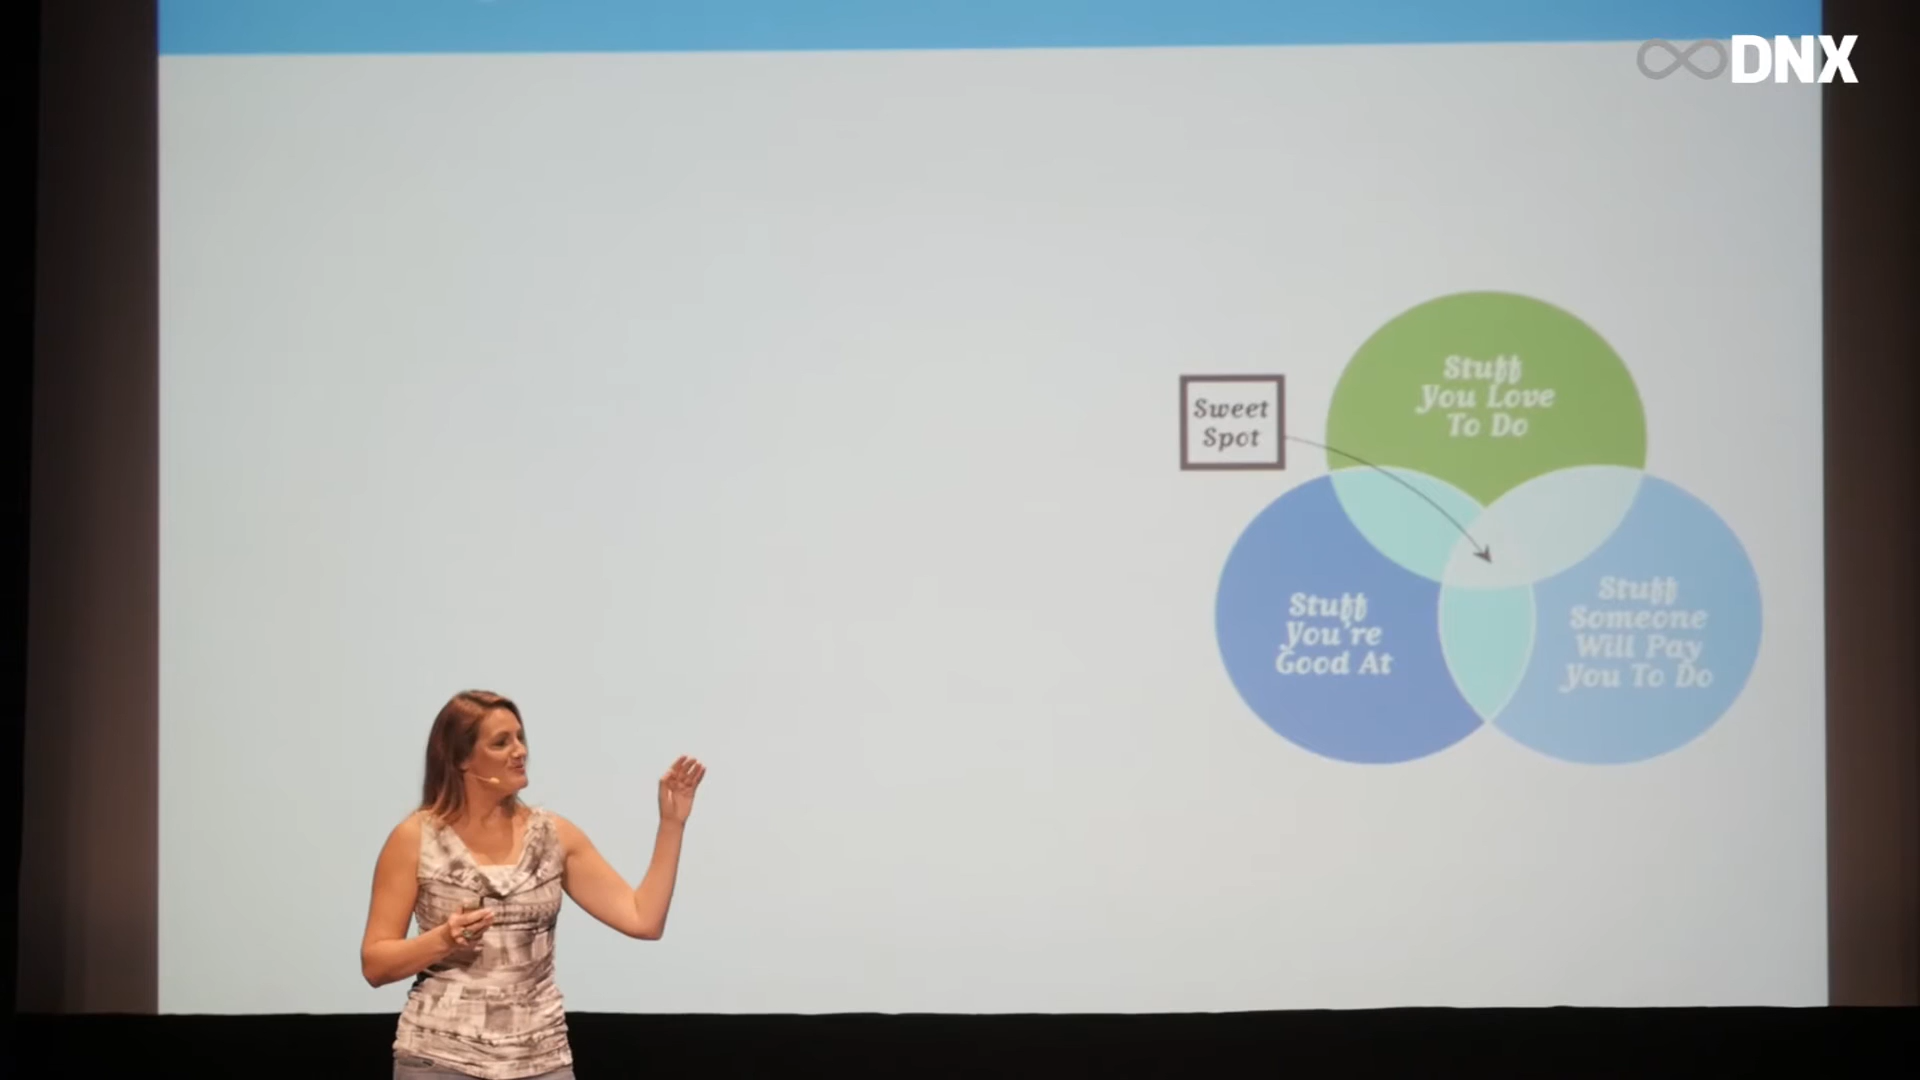 DNX
Sweet
Spot
Stuff
You Love
To Do
Stuff
You're
Good At
Stuff
Someone
Will Pay
You To Do